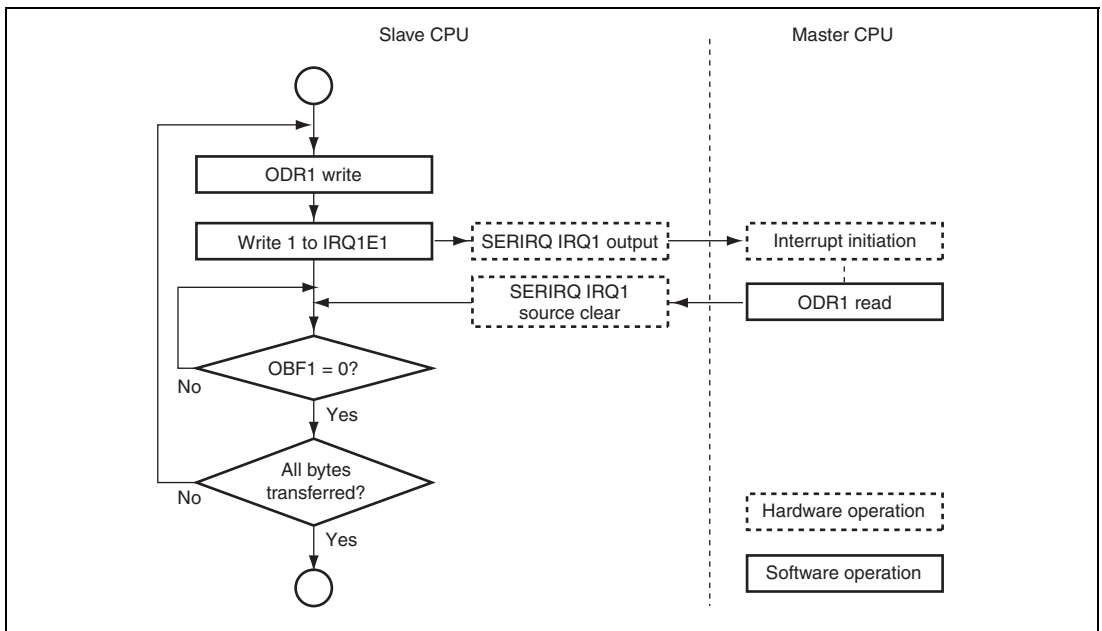 Slave CPU
Master CPU
ODR1 write
Write 1 to IRQ1E1
SERIRQ IRQ1 output
Interrupt initiation
SERIRQ IRQ1
source clear
ODR1 read
OBF1 = 0?
No
Yes
All bytes
transferred?
No
Yes
Hardware operation
Software operation